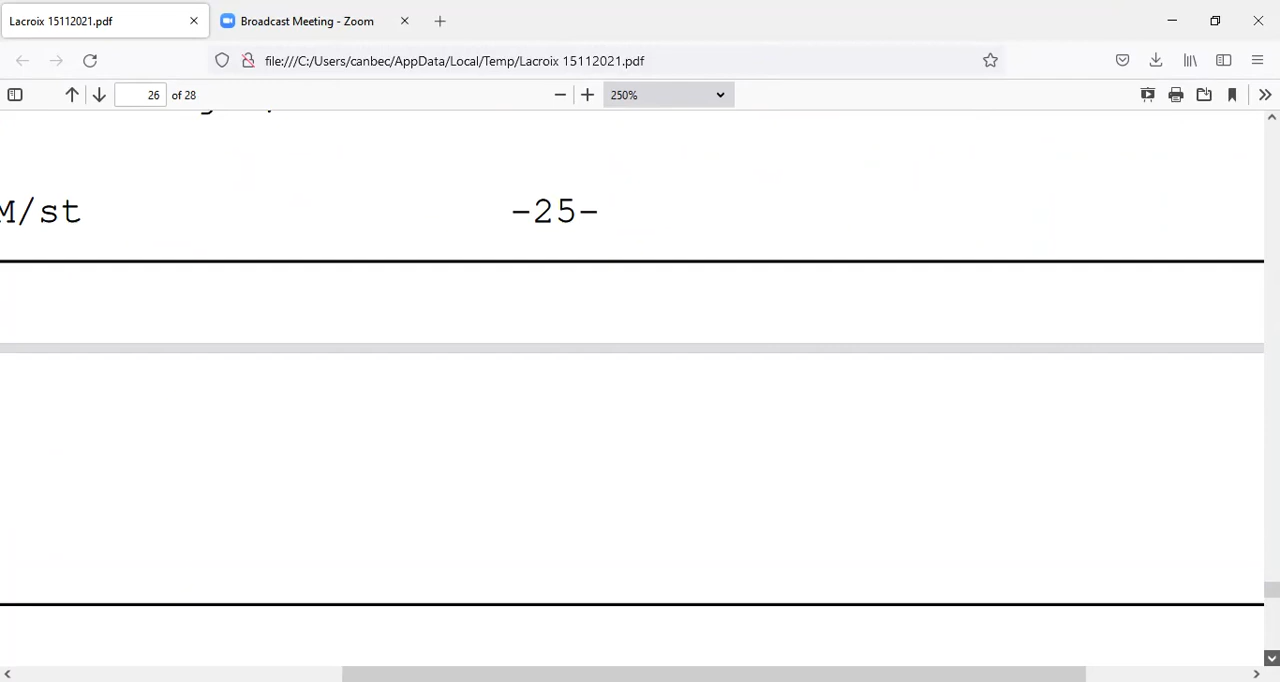 Lacroix 15112021.pdf
Broadcast Meeting - Zoom
file:///C:/Users/canbec/AppData/Local/Temp/Lacroix 15112021.pdf
26 of 28
250%
M/st -25-